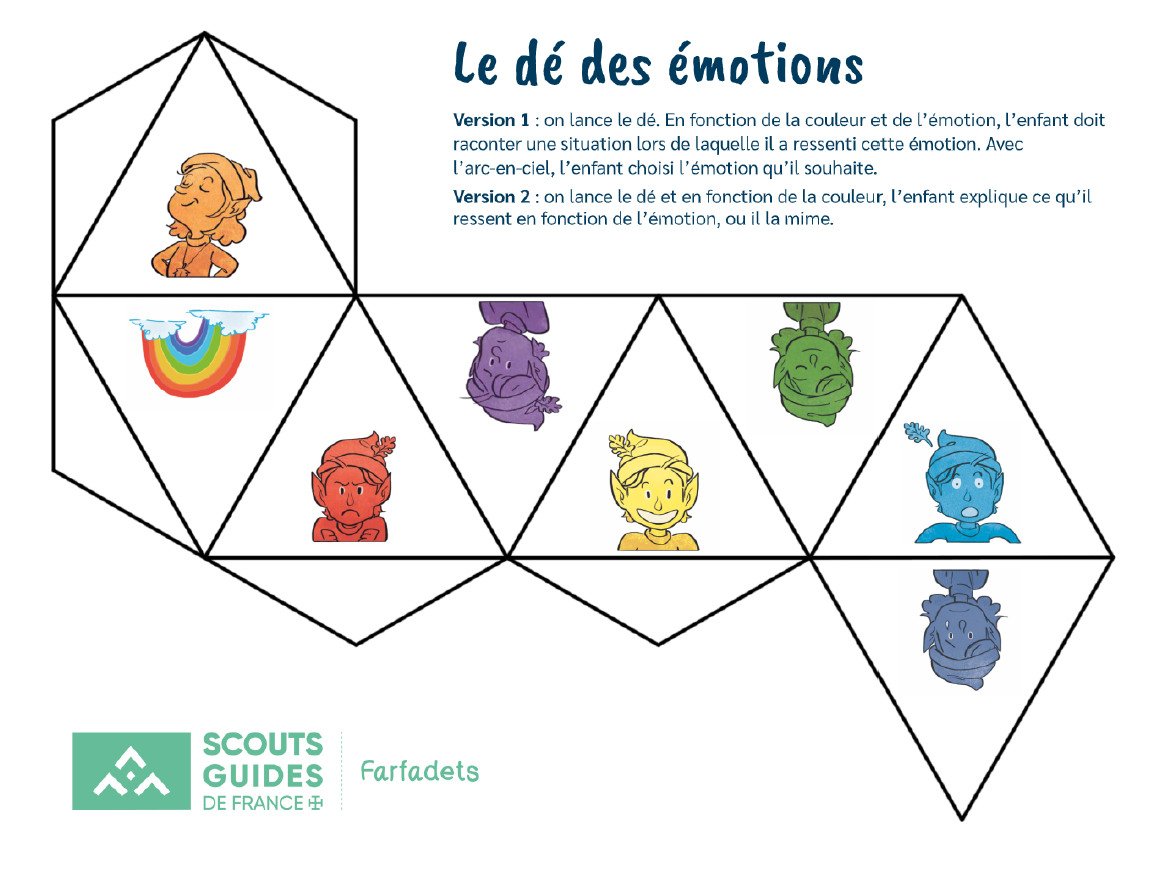 Le dé des émotions
Version 1 : on lance le dé. En fonction de la couleur et de l'émotion, l'enfant doit
raconter une situation lors de laquelle il a ressenti cette émotion. Avec
l'arc-en-ciel, l'enfant choisi l'émotion qu'il souhaite.
Version 2 : on lance le dé et en fonction de la couleur, l'enfant explique ce qu'il
ressent en fonction de l'émotion, ou il la mime.
SCOUTS
GUIDES
DE FRANCE
Farfadets